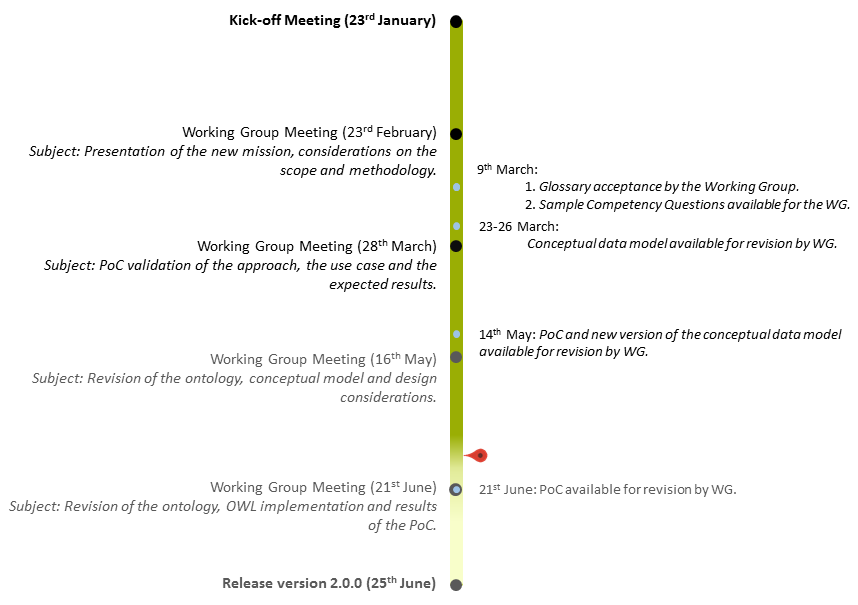 Kick-off Meeting (23rd January)
Working Group Meeting (23rd February)
Subject: Presentation of the new mission, considerations on the
scope and methodology.
9th March:
1. Glossary acceptance by the Working Group.
2. Sample Competency Questions available for the WG.
23-26 March:
Conceptual data model available for revision by WG.
Working Group Meeting (28th March)
Subject: PoC validation of the approach, the use case and the
expected results.
14th May: PoC and new version of the conceptual data model
available for revision by WG.
Working Group Meeting (16th May)
Subject: Revision of the ontology, conceptual model and design
considerations.
Working Group Meeting (21st June)
Subject: Revision of the ontology, OWL implementation and results
of the PoC.
21st June: PoC available for revision by WG.
Release version 2.0.0 (25th June)